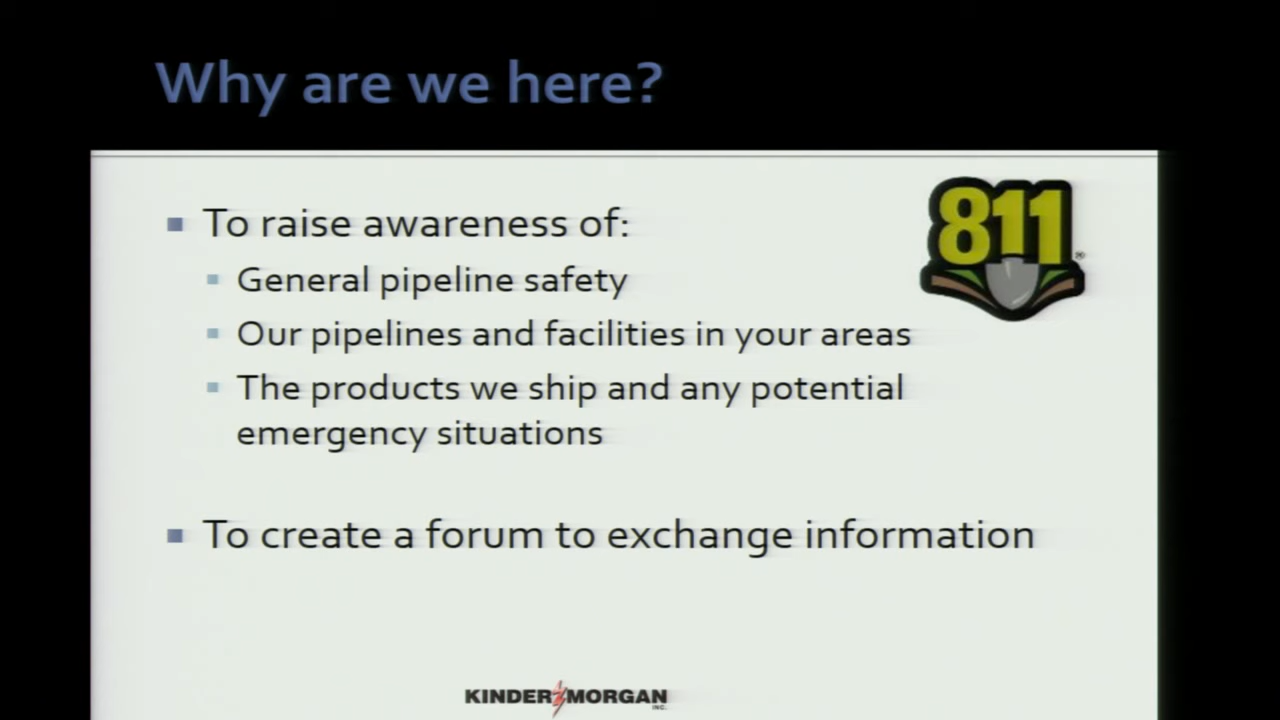 Why are we here?
811
®
To raise awareness of:
General pipeline safety
Our pipelines and facilities in your areas
The products we ship and any potential
emergency situations
To create a forum to exchange information
KINDER MORGAN
INC.